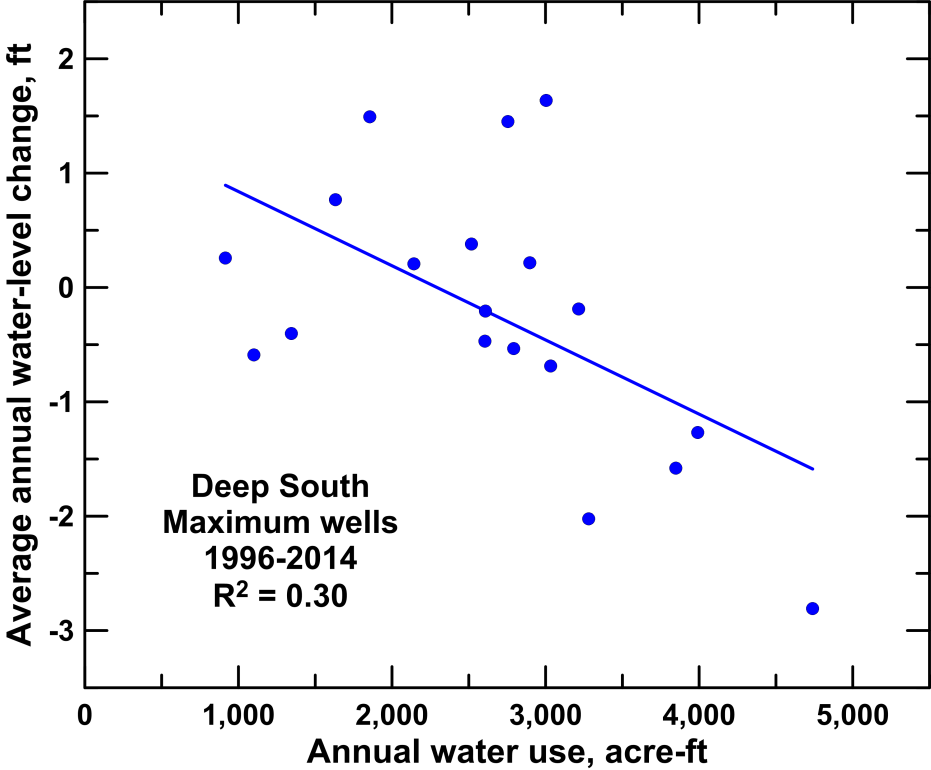 Average annual water-level change, ft
2
1
0
-1
-2
-3
Deep South
Maximum wells
1996-2014
R² = 0.30
0 1,000 2,000 3,000 4,000 5,000
Annual water use, acre-ft